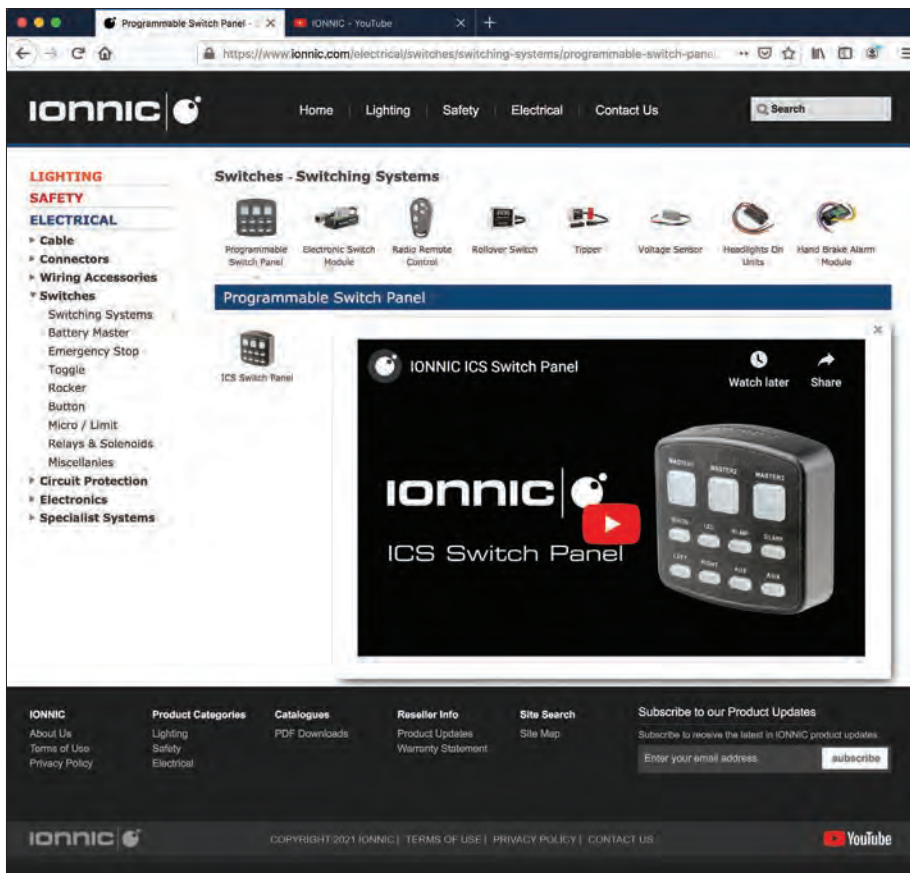 Programmable Switch Panel -
IONNIC - YouTube
https://www.ionnic.com/electrical/switches/switching-systems/programmable-switch-pane
IONNIC
Home
Lighting
Safety
Electrical
Contact Us
Search
LIGHTING
SAFETY
ELECTRICAL
Cable
Connectors
Wiring Accessories
Switches
Switching Systems
Battery Master
Emergency Stop
Toggle
Rocker
Button
Micro / Limit
Relays & Solenoids
Miscellanies
Circuit Protection
Electronics
Specialist Systems
Switches - Switching Systems
Programmable
Switch Panel
Electronic Switch
Module
Radio Remote
Control
Rollover Switch
Tipper
Voltage Sensor
Headlights On
Units
Hand Brake Alarm
Module
Programmable Switch Panel
ICS Switch Panel
IONNIC ICS Switch Panel
Watch later
Share
IONNIC
ICS Switch Panel
MASTER1
MASTER2
MASTER3
LEFT
RIGHT
AUX
IONNIC
About Us
Terms of Use
Privacy Policy
Product Categories
Lighting
Safety
Electrical
Catalogues
PDF Downloads
Reseller Info
Product Updates
Warranty Statement
Site Search
Site Map
Subscribe to our Product Updates
Subscribe to receive the latest in IONNIC product updates
Enter your email address
subscribe
IONNIC
COPYRIGHT 2021 IONNIC | TERMS OF USE | PRIVACY POLICY | CONTACT US
YouTube